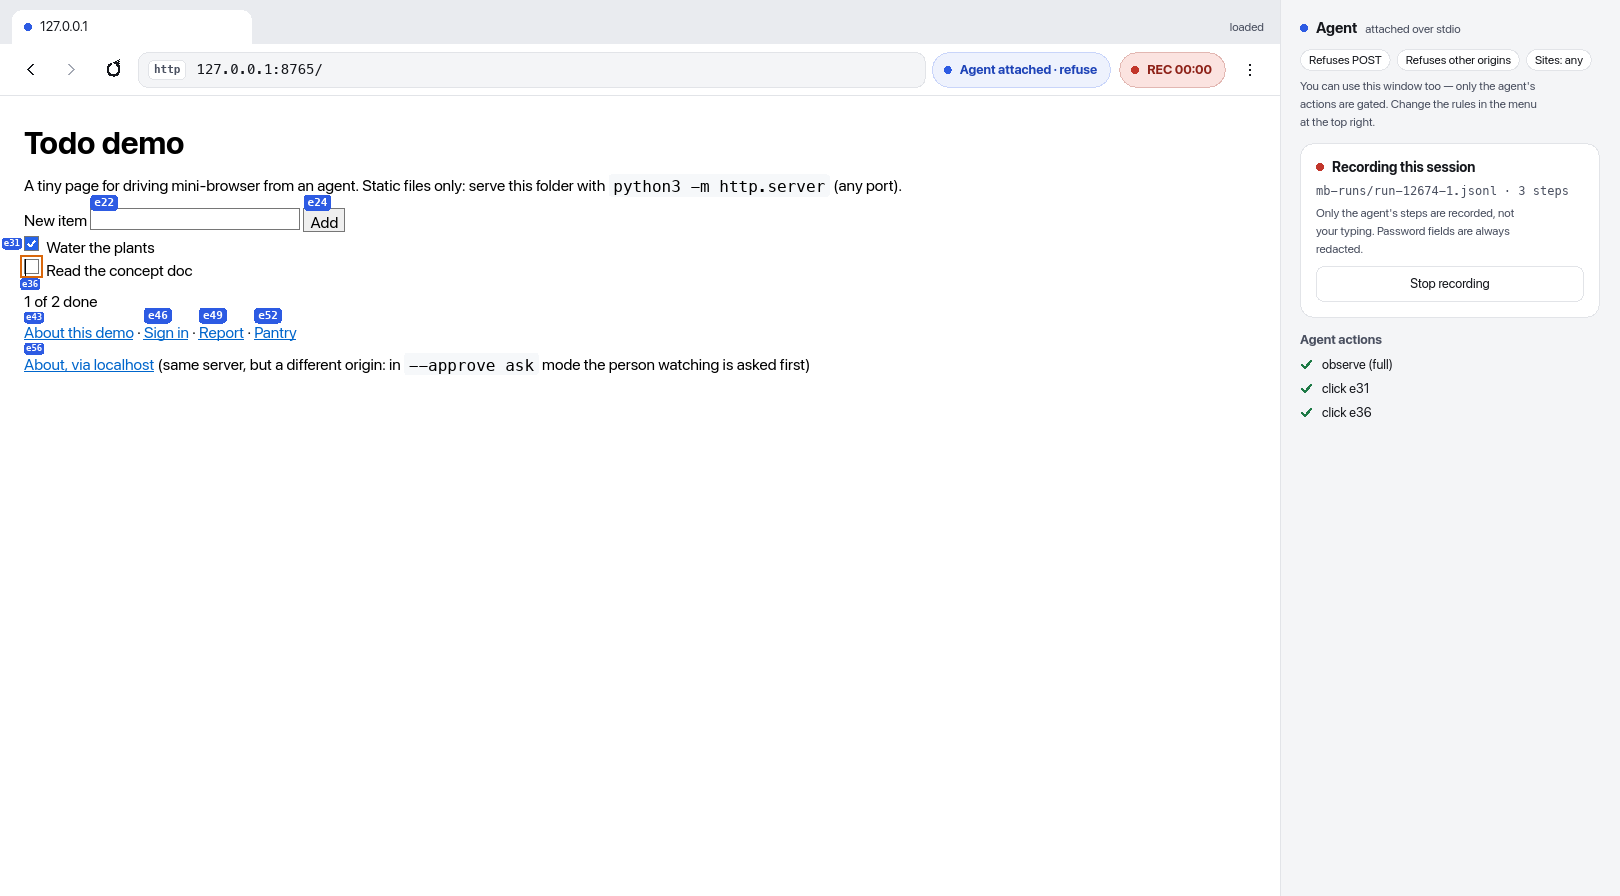 127.0.0.1
loaded
http 127.0.0.1:8765/
Agent attached · refuse
REC 00:00
Todo demo
A tiny page for driving mini-browser from an agent. Static files only: serve this folder with python3 -m http.server (any port).
e22 e24
New item Add
e31 Water the plants
Read the concept doc
e36
1 of 2 done
e43 e46 e49 e52
About this demo · Sign in · Report · Pantry
e56
About, via localhost (same server, but a different origin: in --approve ask mode the person watching is asked first)
Agent attached over stdio
Refuses POST Refuses other origins Sites: any
You can use this window too — only the agent's
actions are gated. Change the rules in the menu
at the top right.
Recording this session
mb-runs/run-12674-1.jsonl · 3 steps
Only the agent's steps are recorded, not
your typing. Password fields are always
redacted.
Stop recording
Agent actions
observe (full)
click e31
click e36